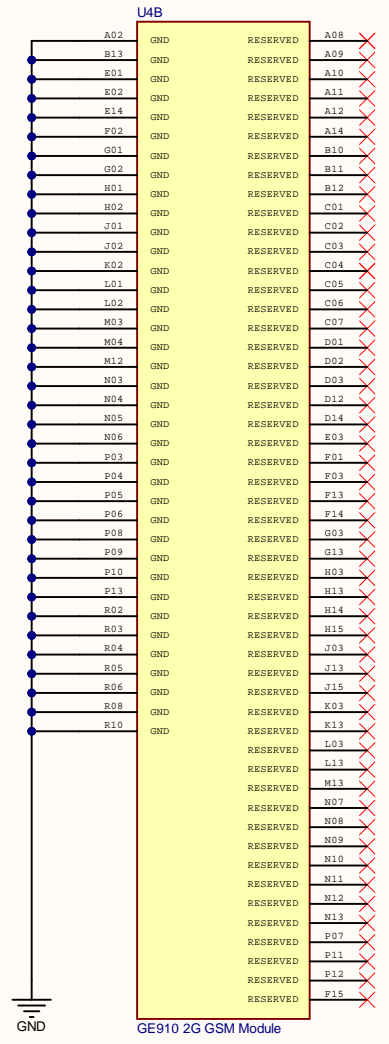 U4B
A02 GND RESERVED A08
B13 GND RESERVED A09
E01 GND RESERVED A10
E02 GND RESERVED A11
E14 GND RESERVED A12
F02 GND RESERVED A14
G01 GND RESERVED B10
G02 GND RESERVED B11
H01 GND RESERVED B12
H02 GND RESERVED C01
J01 GND RESERVED C02
J02 GND RESERVED C03
K02 GND RESERVED C04
L01 GND RESERVED C05
L02 GND RESERVED C06
M03 GND RESERVED C07
M04 GND RESERVED D01
M12 GND RESERVED D02
N03 GND RESERVED D03
N04 GND RESERVED D12
N05 GND RESERVED D14
N06 GND RESERVED E03
P03 GND RESERVED F01
P04 GND RESERVED F03
P05 GND RESERVED F13
P06 GND RESERVED F14
P08 GND RESERVED G03
P09 GND RESERVED G13
P10 GND RESERVED H03
P13 GND RESERVED H13
R02 GND RESERVED H14
R03 GND RESERVED H15
R04 GND RESERVED J03
R05 GND RESERVED J13
R06 GND RESERVED J15
R08 GND RESERVED K03
R10 GND RESERVED K13
RESERVED L03
RESERVED L13
RESERVED M13
RESERVED N07
RESERVED N08
RESERVED N09
RESERVED N10
RESERVED N11
RESERVED N12
RESERVED N13
RESERVED P07
RESERVED P11
RESERVED P12
RESERVED F15
GND
GE910 2G GSM Module